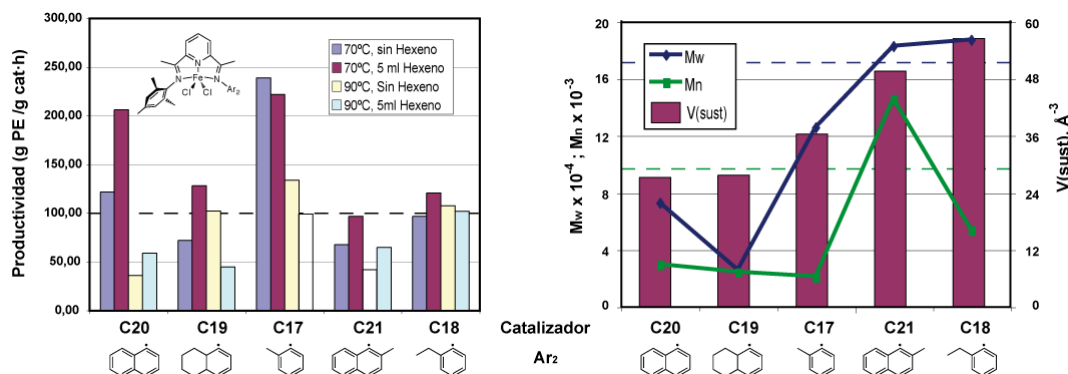 Productividad (g PE /g cat·h)
300,00
250,00
200,00
150,00
100,00
50,00
0,00
N
N
Fe
N
Cl
Cl
Ar2
70ºC, sin Hexeno
70ºC, 5 ml Hexeno
90ºC, Sin Hexeno
90ºC, 5ml Hexeno
C20 C19 C17 C21 C18
Catalizador
Ar2
Mw x 10-4 ; Mn x 10-3
20
16
12
8
4
0
Mw
Mn
V(sust)
60
48
36
24
12
0
V(sust), Å-3
C20 C19 C17 C21 C18